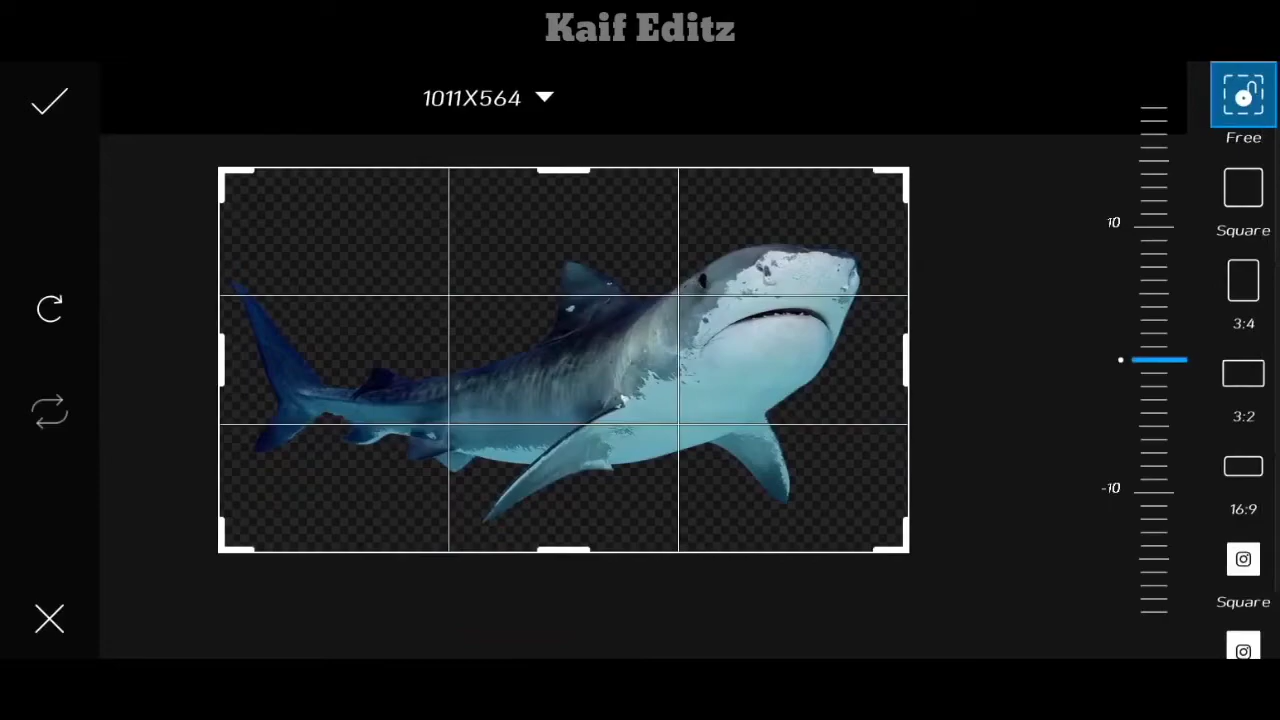 Kaif Editz
1011X564
Free
10
Square
3:4
3:2
-10
16:9
Square